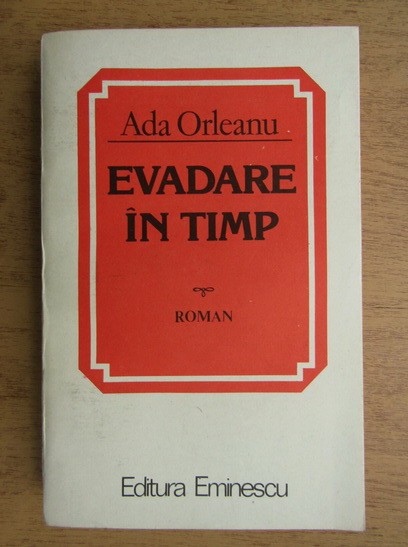 Ada Orleanu
EVADARE
ÎN TIMP
ROMAN
Editura Eminescu